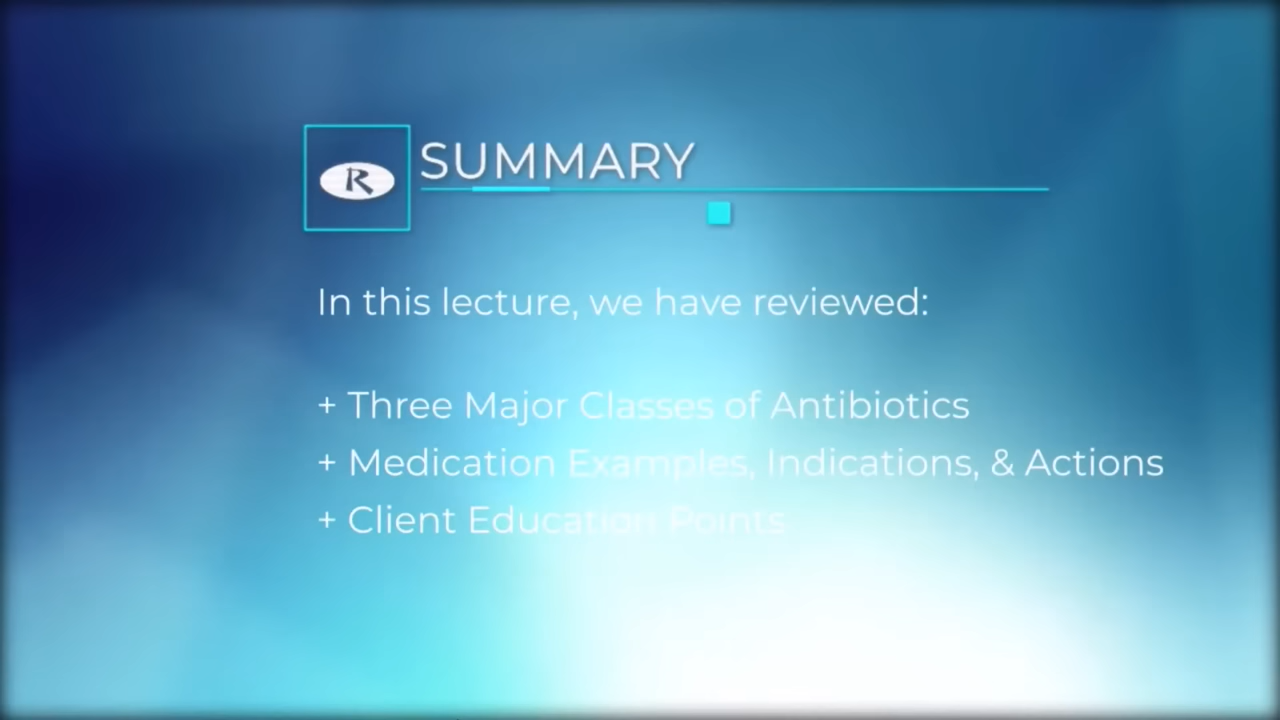 R
SUMMARY
In this lecture, we have reviewed:
+ Three Major Classes of Antibiotics
+ Medication Examples, Indications, & Actions
+ Client Education Points